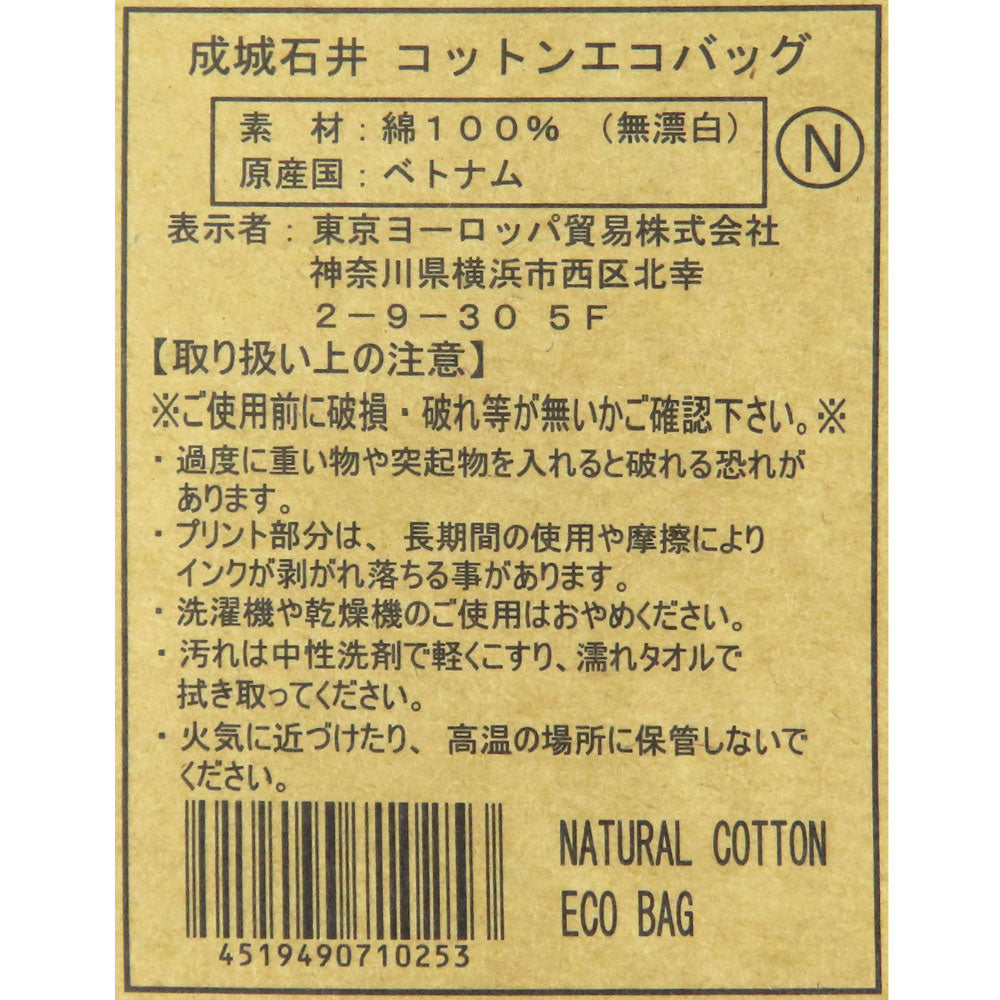 成城石井 コットンエコバッグ
素 材：綿１００％ （無漂白）
Ｎ
原産国：ベトナム
表示者：東京ヨーロッパ貿易株式会社
神奈川県横浜市西区北幸
２－９－３０ ５Ｆ
【取り扱い上の注意】
※ご使用前に破損・破れ等が無いかご確認下さい。※
・過度に重い物や突起物を入れると破れる恐れが
あります。
・プリント部分は、長期間の使用や摩擦により
インクが剥がれ落ちる事があります。
・洗濯機や乾燥機のご使用はおやめください。
・汚れは中性洗剤で軽くこすり、濡れタオルで
拭き取ってください。
・火気に近づけたり、高温の場所に保管しないで
ください。
NATURAL COTTON
ECO BAG
4519490710253